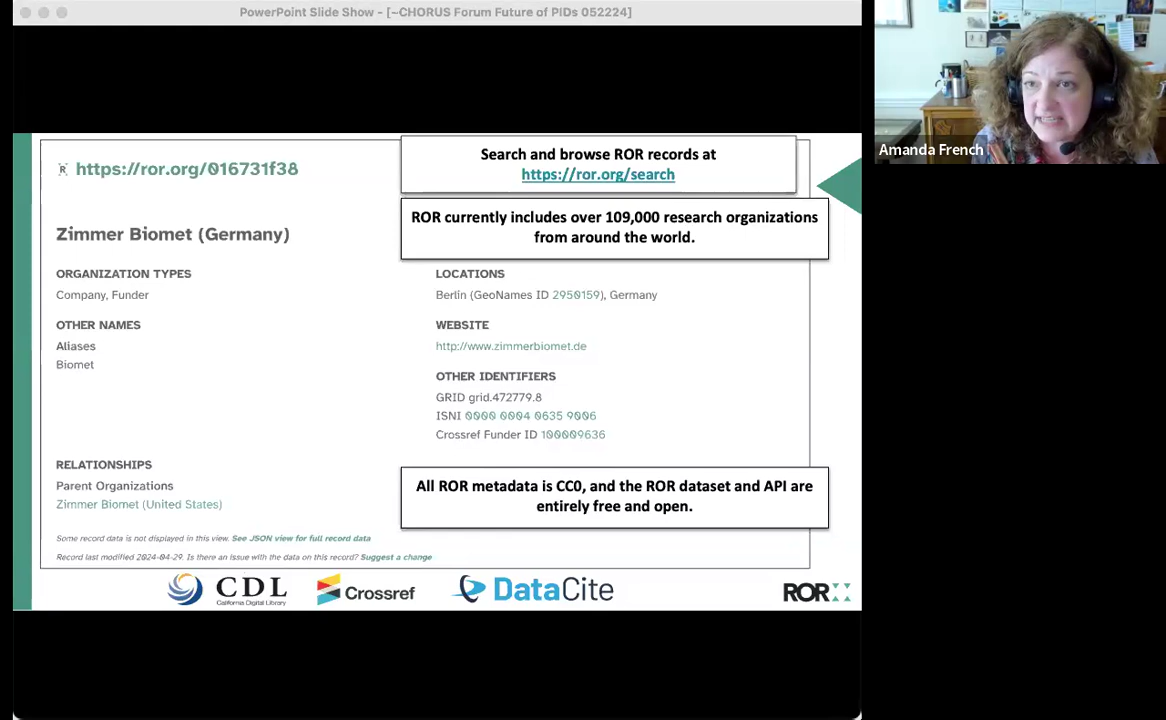 PowerPoint Slide Show - [~CHORUS Forum Future of PIDs 052224]
Amanda French
R https://ror.org/016731f38
Search and browse ROR records at
https://ror.org/search
ROR currently includes over 109,000 research organizations
from around the world.
Zimmer Biomet (Germany)
ORGANIZATION TYPES
Company, Funder
OTHER NAMES
Aliases
Biomet
LOCATIONS
Berlin (GeoNames ID 2950159), Germany
WEBSITE
http://www.zimmerbiomet.de
OTHER IDENTIFIERS
GRID grid.472779.8
ISNI 0000 0004 0635 9006
Crossref Funder ID 100009636
RELATIONSHIPS
Parent Organizations
Zimmer Biomet (United States)
All ROR metadata is CC0, and the ROR dataset and API are
entirely free and open.
Some record data is not displayed in this view. See JSON view for full record data
Record last modified 2024-04-29. Is there an issue with the data on this record? Suggest a change
CDL
California Digital Library
Crossref
DataCite
ROR